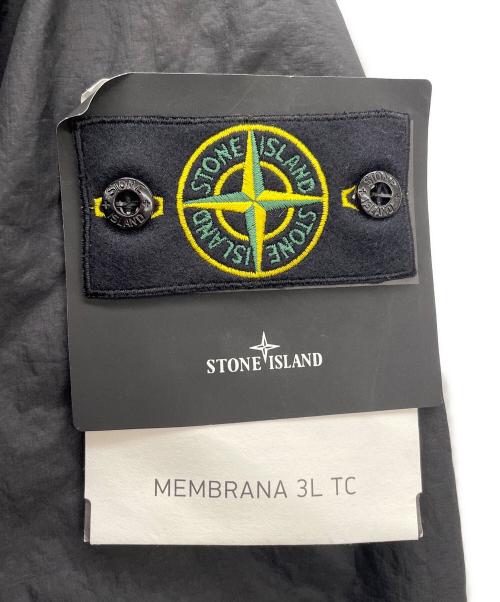 STONE ISLAND
STONE ISLAND
STONE
ISLAND
STONE ISLAND
MEMBRANA 3L TC